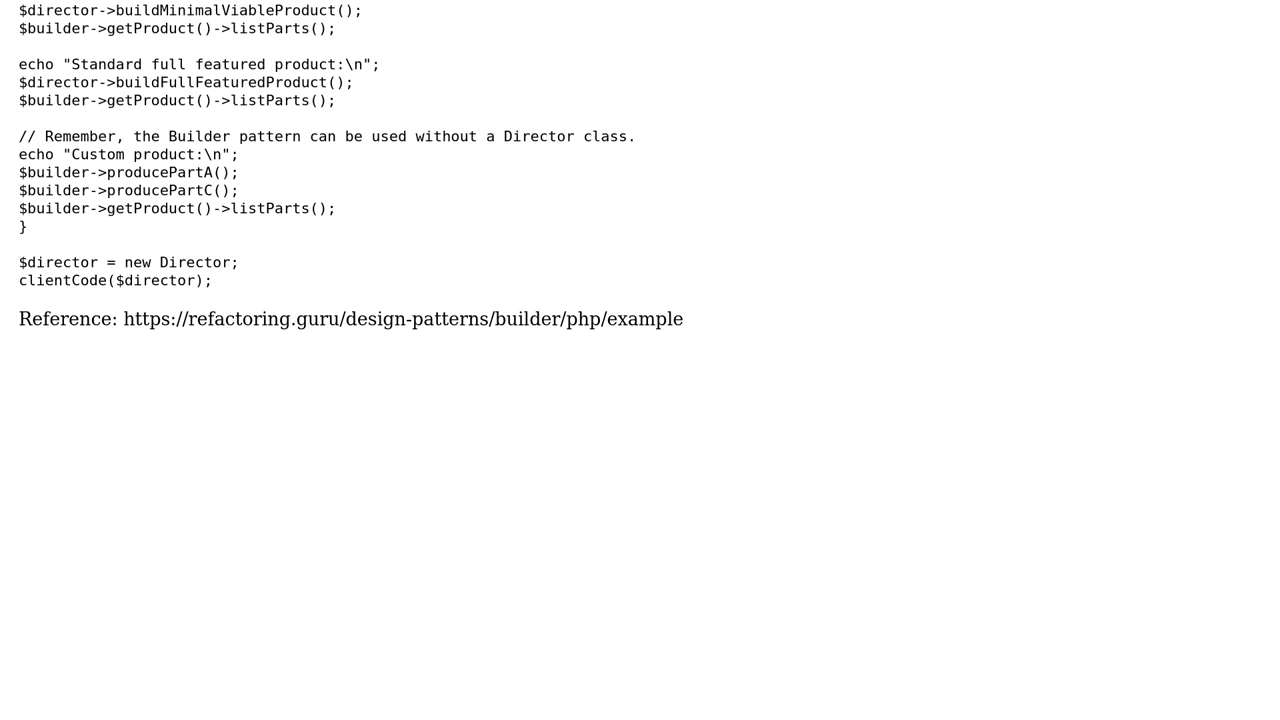 $director->buildMinimalViableProduct();
$builder->getProduct()->listParts();
echo "Standard full featured product:\n";
$director->buildFullFeaturedProduct();
$builder->getProduct()->listParts();
// Remember, the Builder pattern can be used without a Director class.
echo "Custom product:\n";
$builder->producePartA();
$builder->producePartC();
$builder->getProduct()->listParts();
}
$director = new Director;
clientCode($director);
Reference: https://refactoring.guru/design-patterns/builder/php/example